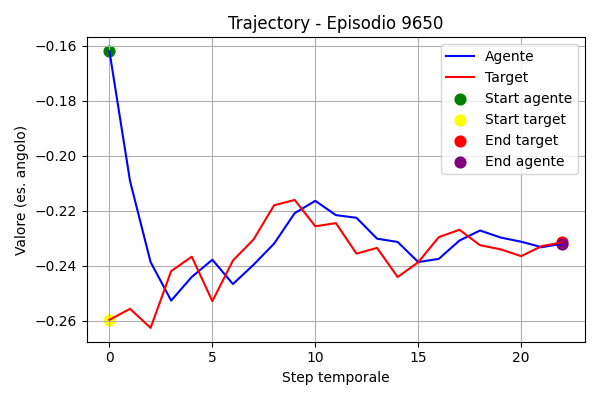 Trajectory - Episodio 9650
Valore (es. angolo)
−0.16
−0.18
−0.20
−0.22
−0.24
−0.26
0
5
10
15
20
Step temporale
Agente
Target
Start agente
Start target
End target
End agente